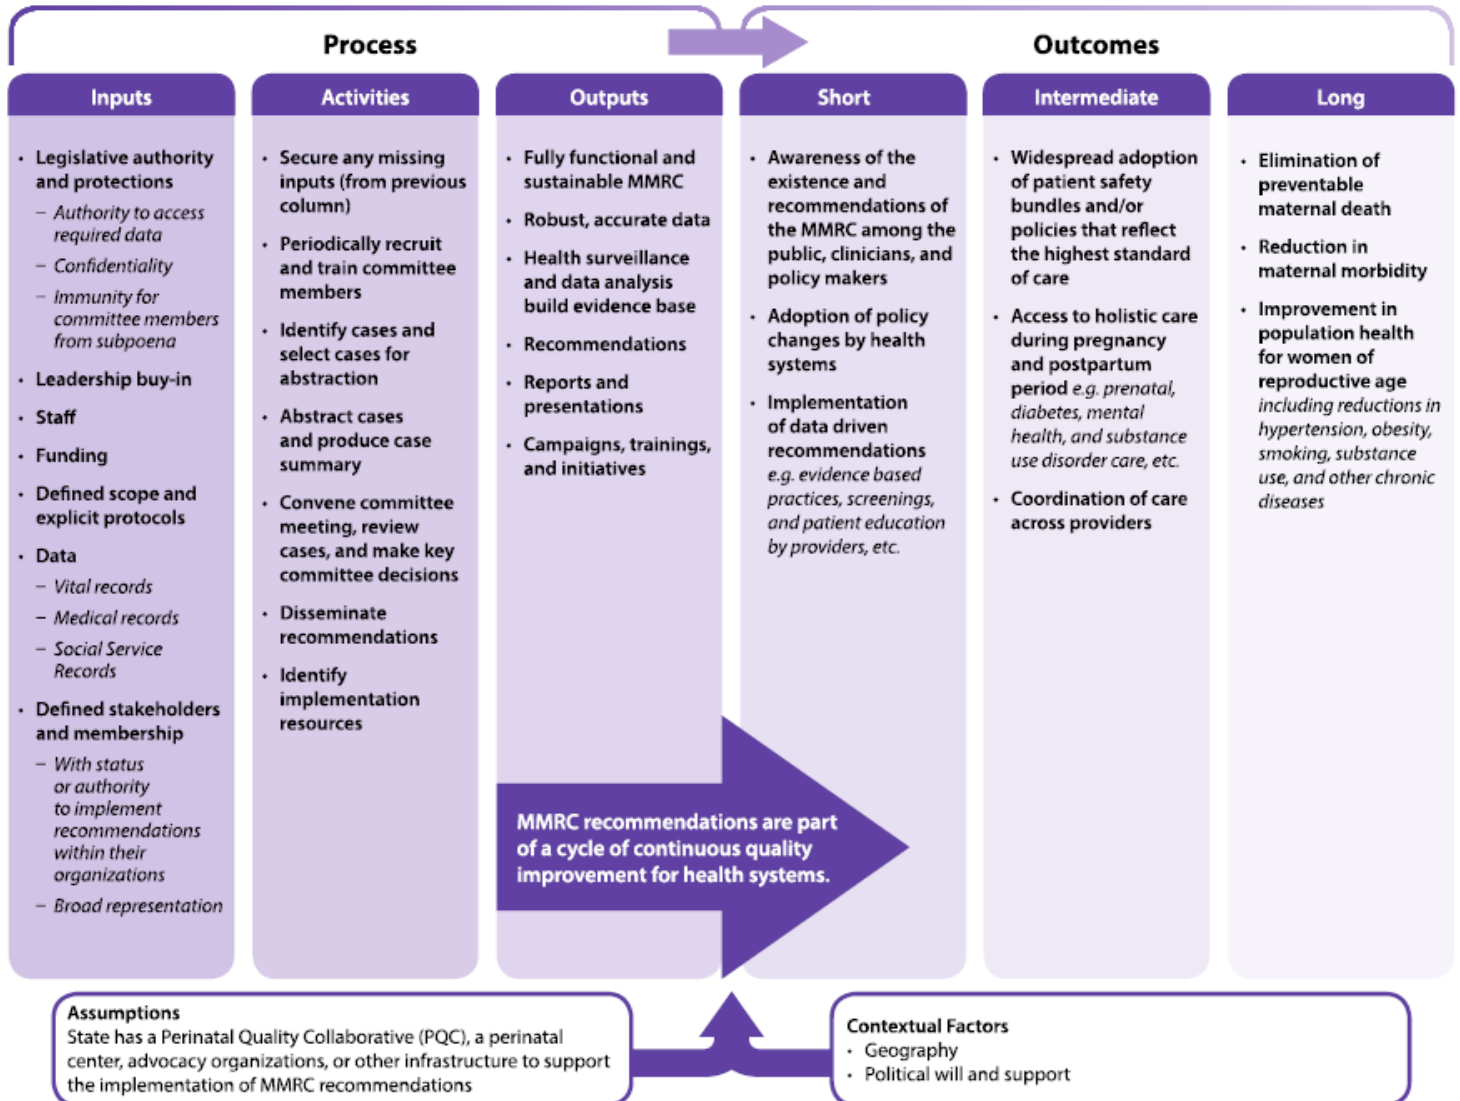 Process
Outcomes
Inputs
• Legislative authority
and protections
– Authority to access
required data
– Confidentiality
– Immunity for
committee members
from subpoena
• Leadership buy-in
• Staff
• Funding
• Defined scope and
explicit protocols
• Data
– Vital records
– Medical records
– Social Service
Records
• Defined stakeholders
and membership
– With status
or authority
to implement
recommendations
within their
organizations
– Broad representation
Activities
• Secure any missing
inputs (from previous
column)
• Periodically recruit
and train committee
members
• Identify cases and
select cases for
abstraction
• Abstract cases
and produce case
summary
• Convene committee
meeting, review
cases, and make key
committee decisions
• Disseminate
recommendations
• Identify
implementation
resources
Outputs
• Fully functional and
sustainable MMRC
• Robust, accurate data
• Health surveillance
and data analysis
build evidence base
• Recommendations
• Reports and
presentations
• Campaigns, trainings,
and initiatives
Short
• Awareness of the
existence and
recommendations of
the MMRC among the
public, clinicians, and
policy makers
• Adoption of policy
changes by health
systems
• Implementation
of data driven
recommendations
e.g. evidence based
practices, screenings,
and patient education
by providers, etc.
Intermediate
• Widespread adoption
of patient safety
bundles and/or
policies that reflect
the highest standard
of care
• Access to holistic care
during pregnancy
and postpartum
period e.g. prenatal,
diabetes, mental
health, and substance
use disorder care, etc.
• Coordination of care
across providers
Long
• Elimination of
preventable
maternal death
• Reduction in
maternal morbidity
• Improvement in
population health
for women of
reproductive age
including reductions in
hypertension, obesity,
smoking, substance
use, and other chronic
diseases
MMRC recommendations are part
of a cycle of continuous quality
improvement for health systems.
Assumptions
State has a Perinatal Quality Collaborative (PQC), a perinatal
center, advocacy organizations, or other infrastructure to support
the implementation of MMRC recommendations
Contextual Factors
• Geography
• Political will and support